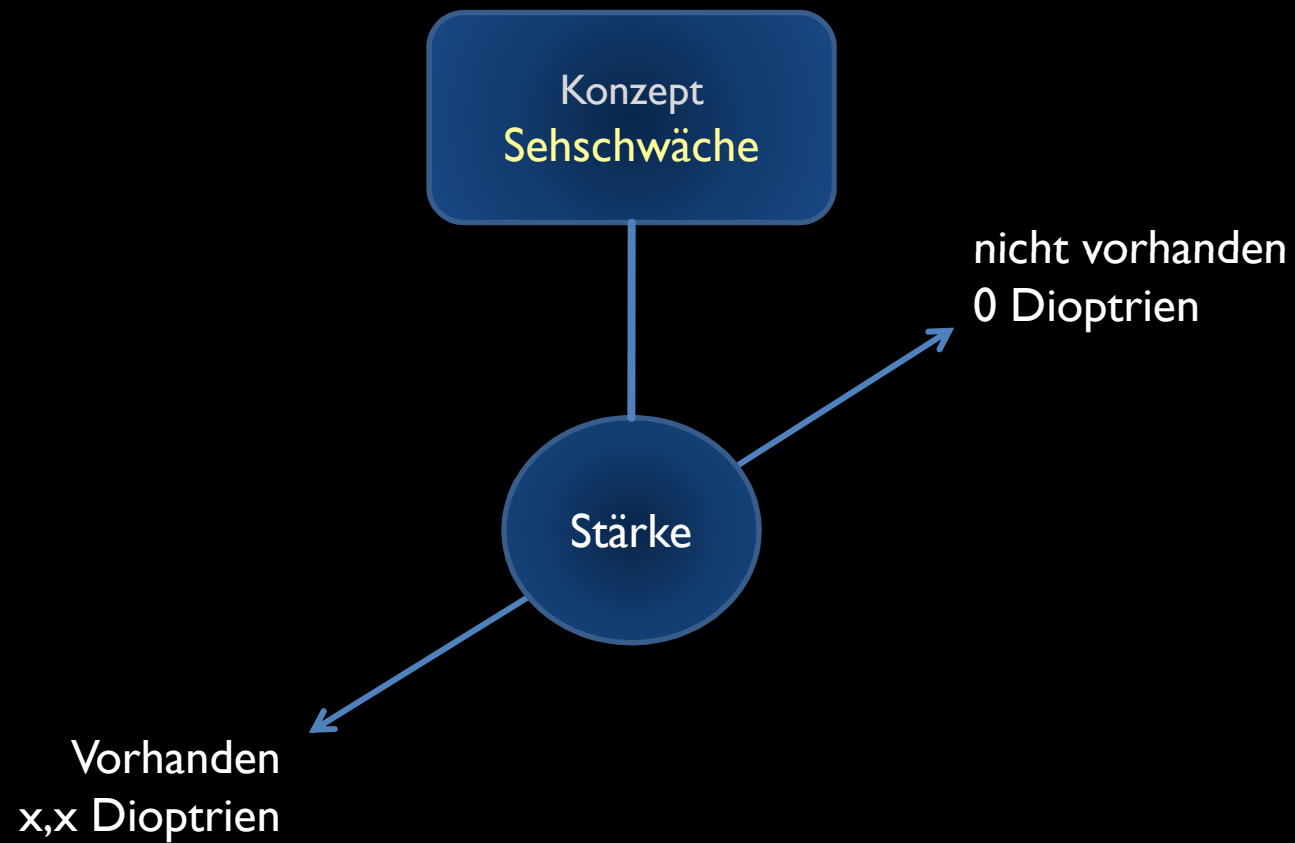 Konzept
Sehschwäche
nicht vorhanden
0 Dioptrien
Stärke
Vorhanden
x,x Dioptrien